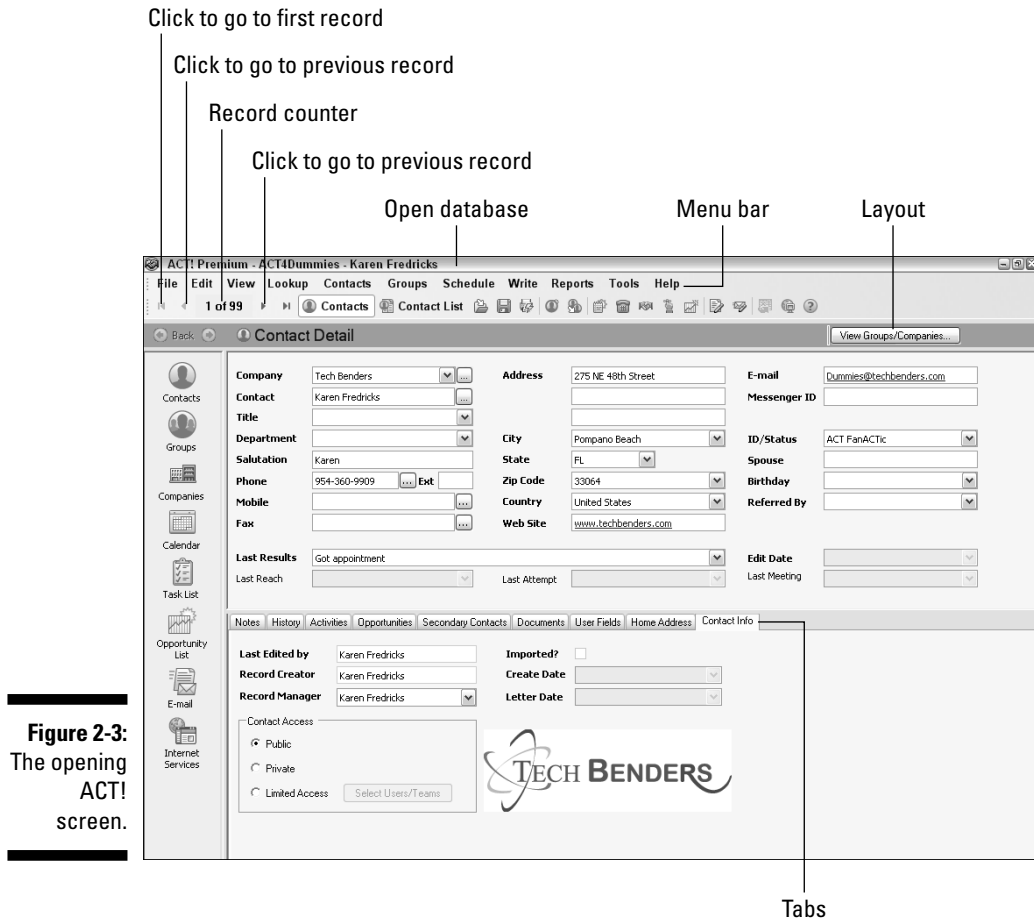 Click to go to first record
Click to go to previous record
Record counter
Click to go to previous record
Open database
Menu bar
Layout
ACT! Premium - ACT4Dummies - Karen Fredricks
File Edit View Lookup Contacts Groups Schedule Write Reports Tools Help
1 of 99 Contacts Contact List
Back Contact Detail View Groups/Companies...
Contacts
Groups
Companies
Calendar
Task List
Opportunity
List
E-mail
Internet
Services
Company Tech Benders Address 275 NE 48th Street E-mail Dummies@techbenders.com
Contact Karen Fredricks Messenger ID
Title
Department City Pompano Beach ID/Status ACT FanACTic
Salutation Karen State FL Spouse
Phone 954-360-9909 ... Ext Zip Code 33064 Birthday
Mobile Country United States Referred By
Fax Web Site www.techbenders.com
Last Results Got appointment Edit Date
Last Reach Last Attempt Last Meeting
Notes History Activities Opportunities Secondary Contacts Documents User Fields Home Address Contact Info
Last Edited by Karen Fredricks Imported?
Record Creator Karen Fredricks Create Date
Record Manager Karen Fredricks Letter Date
Contact Access
Public
Private
Limited Access Select Users/Teams
TECH BENDERS
Figure 2-3:
The opening
ACT!
screen.
Tabs